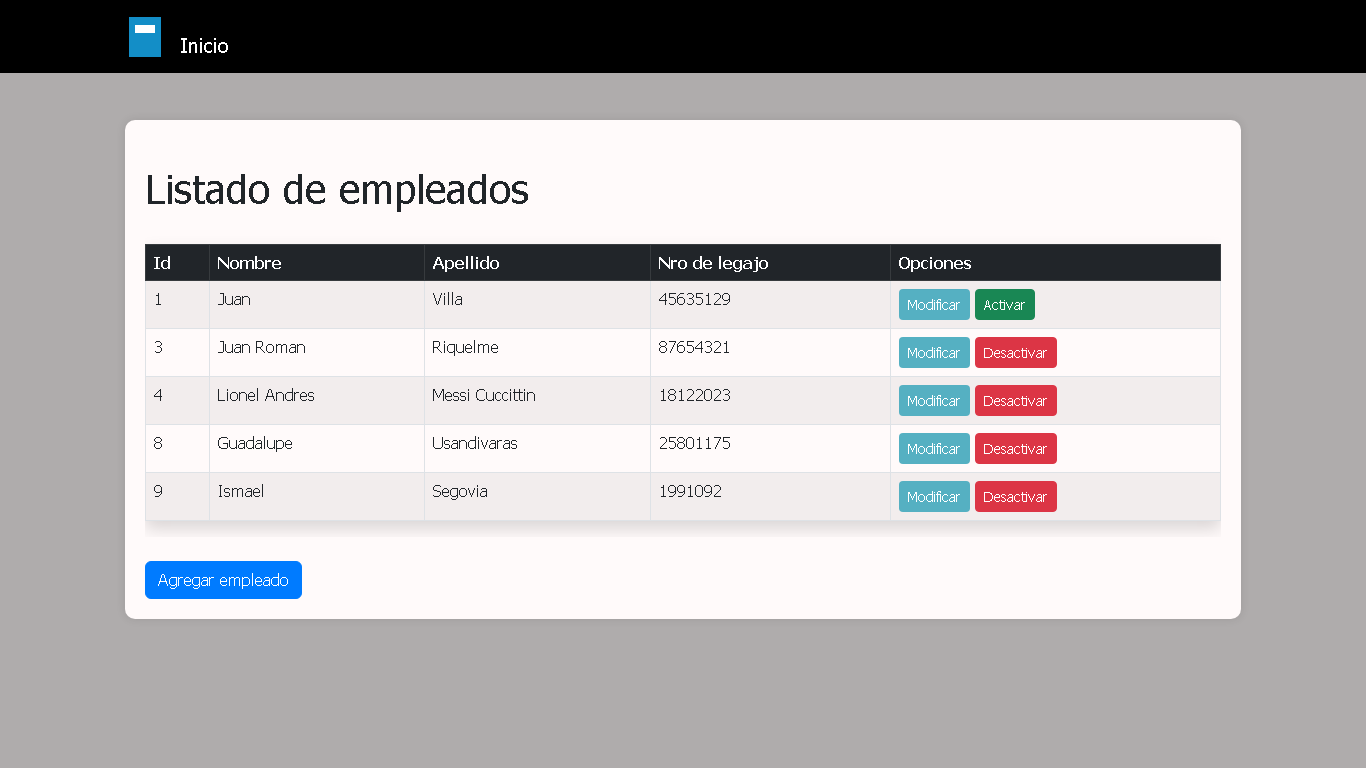 Inicio
Listado de empleados
Id Nombre Apellido Nro de legajo Opciones
1 Juan Villa 45635129 Modificar Activar
3 Juan Roman Riquelme 87654321 Modificar Desactivar
4 Lionel Andres Messi Cuccittin 18122023 Modificar Desactivar
8 Guadalupe Usandivaras 25801175 Modificar Desactivar
9 Ismael Segovia 1991092 Modificar Desactivar
Agregar empleado